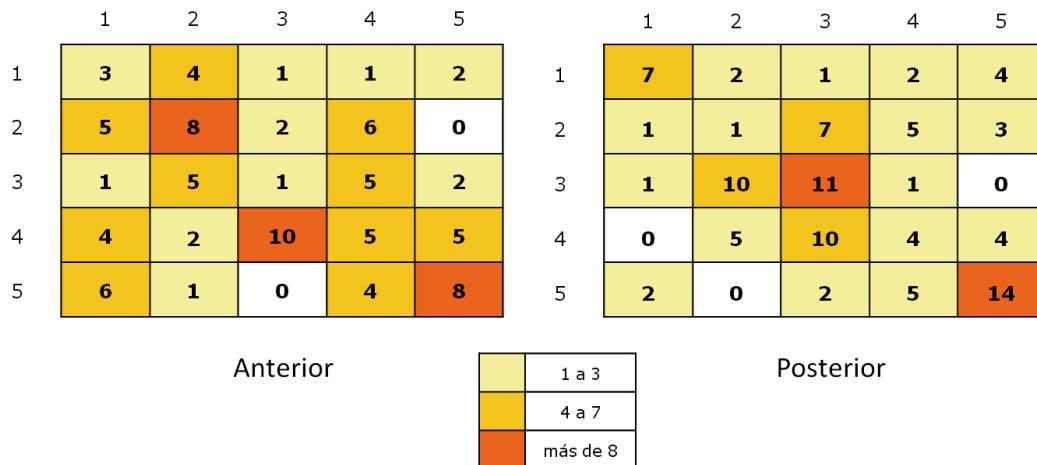 1 2 3 4 5 1 2 3 4 5
1 3 4 1 1 2 1 7 2 1 2 4
2 5 8 2 6 0 2 1 1 7 5 3
3 1 5 1 5 2 3 1 10 11 1 0
4 4 2 10 5 5 4 0 5 10 4 4
5 6 1 0 4 8 5 2 0 2 5 14
Anterior Posterior
1 a 3
4 a 7
más de 8